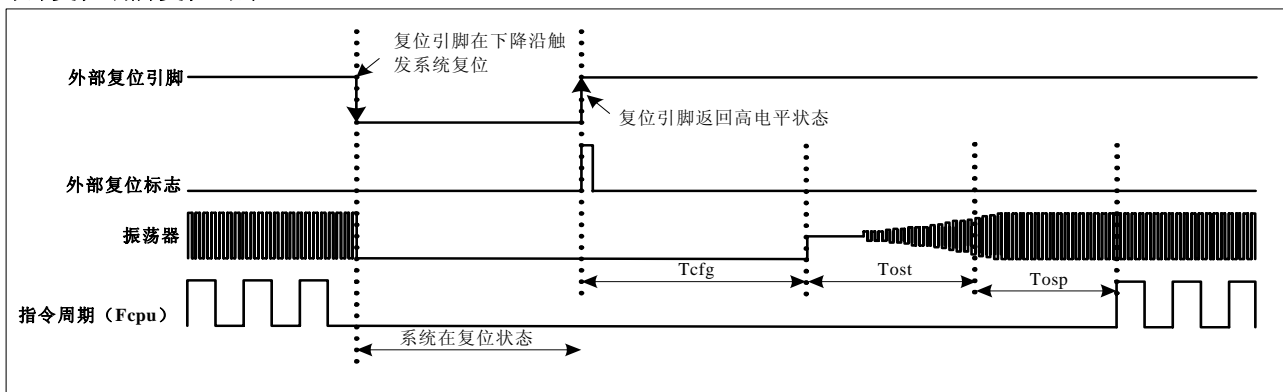 复位引脚在下降沿触
发系统复位
外部复位引脚
复位引脚返回高电平状态
外部复位标志
振荡器
Tcfg
Tost
Tosp
指令周期（Fcpu）
系统在复位状态